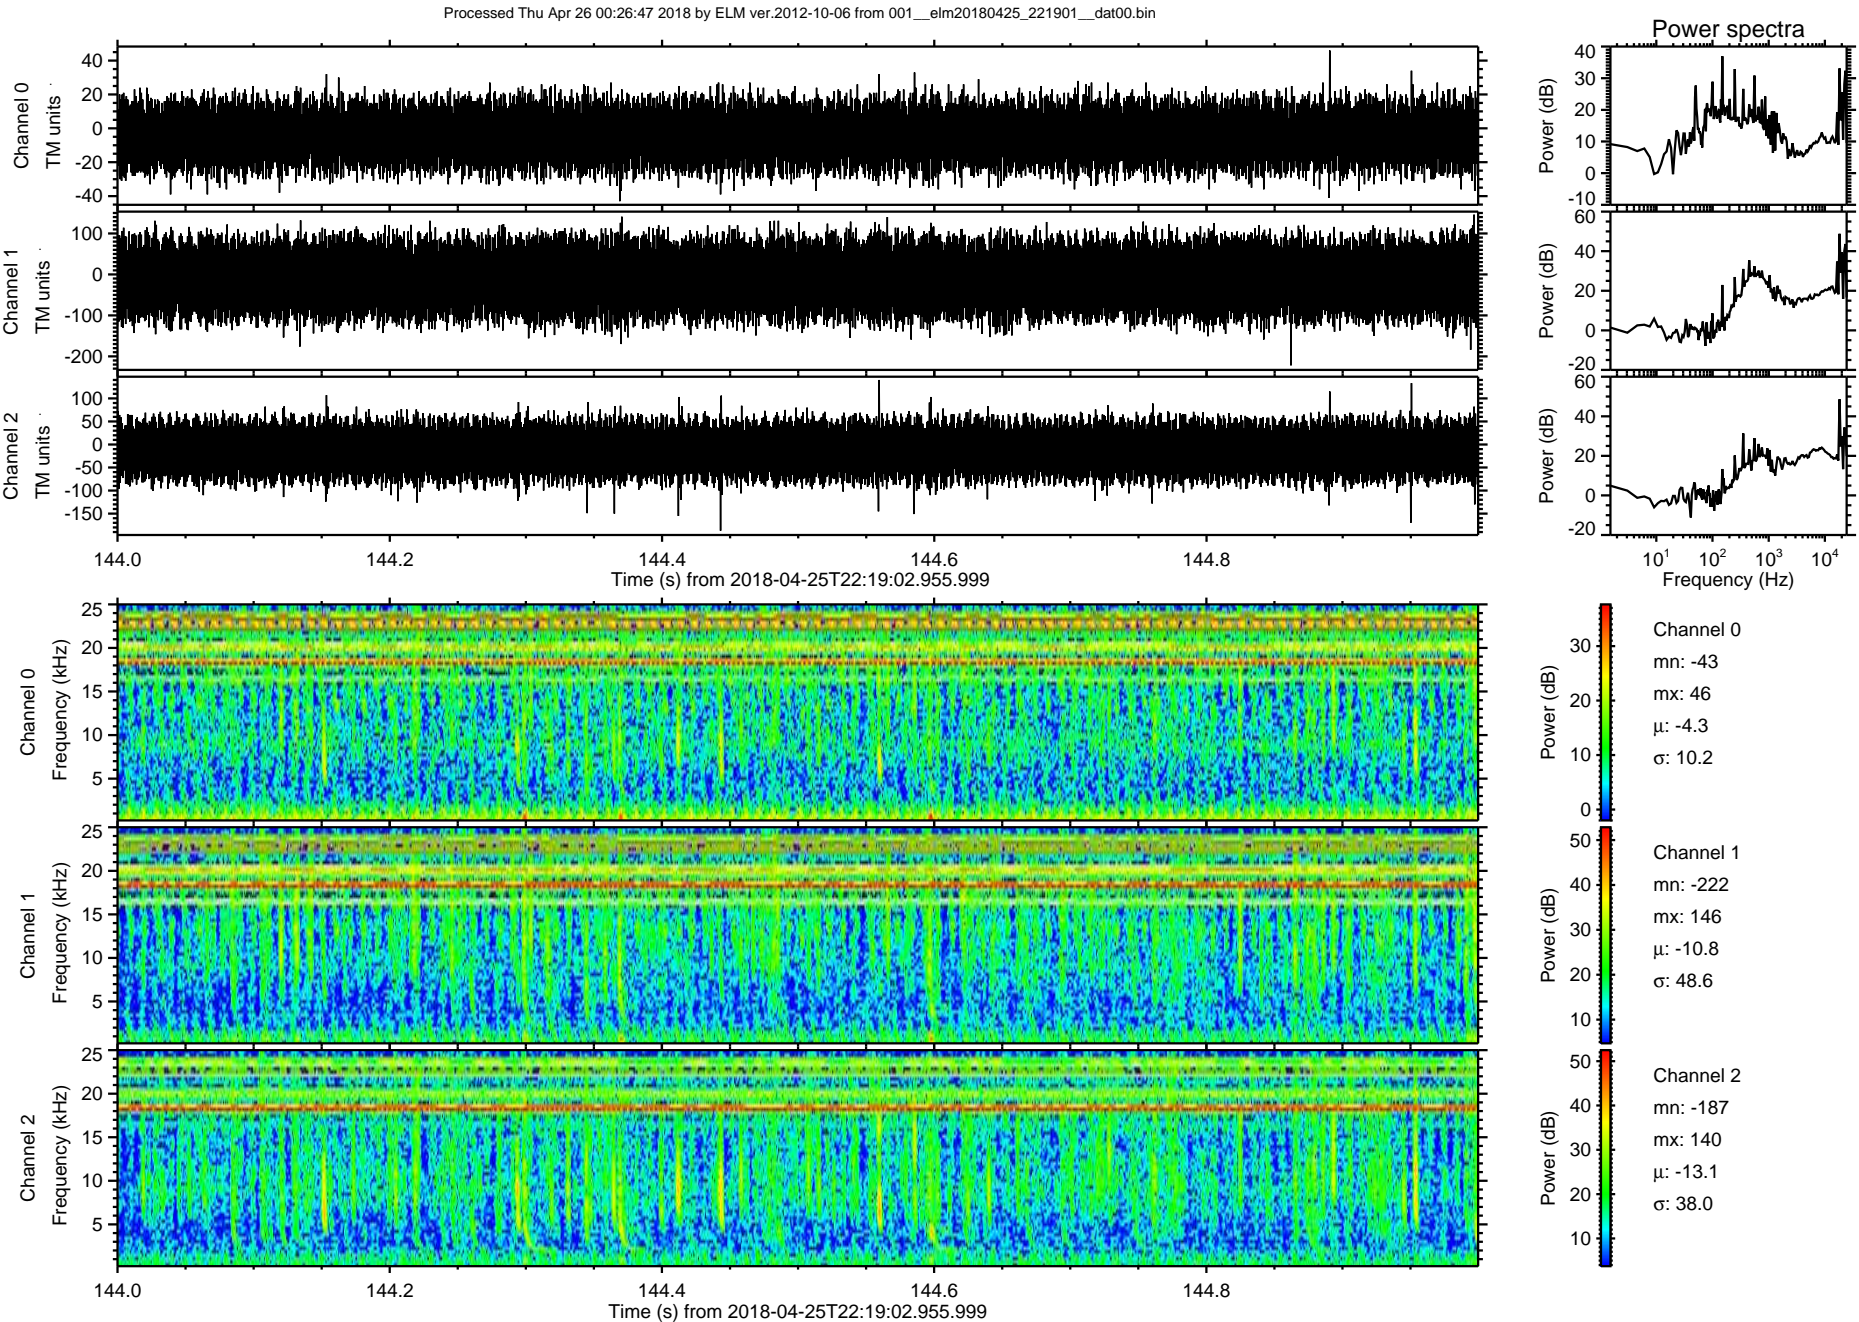 Processed Thu Apr 26 00:26:47 2018 by ELM ver.2012-10-06 from 001__elm20180425_221901__dat00.bin
Power spectra
Channel 0
TM units
40
20
0
-20
-40
Power (dB)
40
30
20
10
0
-10
Channel 1
TM units
100
0
-100
-200
Power (dB)
60
40
20
0
-20
Channel 2
TM units
100
50
0
-50
-100
-150
Power (dB)
60
40
20
0
-20
144.0 144.2 144.4 144.6 144.8
Time (s) from 2018-04-25T22:19:02.955.999
10^1 10^2 10^3 10^4
Frequency (Hz)
Channel 0
Frequency (kHz)
25
20
15
10
5
Power (dB)
30
20
10
0
Channel 0
mn: -43
mx: 46
μ: -4.3
σ: 10.2
Channel 1
Frequency (kHz)
25
20
15
10
5
Power (dB)
50
40
30
20
10
Channel 1
mn: -222
mx: 146
μ: -10.8
σ: 48.6
Channel 2
Frequency (kHz)
25
20
15
10
5
Power (dB)
50
40
30
20
10
Channel 2
mn: -187
mx: 140
μ: -13.1
σ: 38.0
144.0 144.2 144.4 144.6 144.8
Time (s) from 2018-04-25T22:19:02.955.999